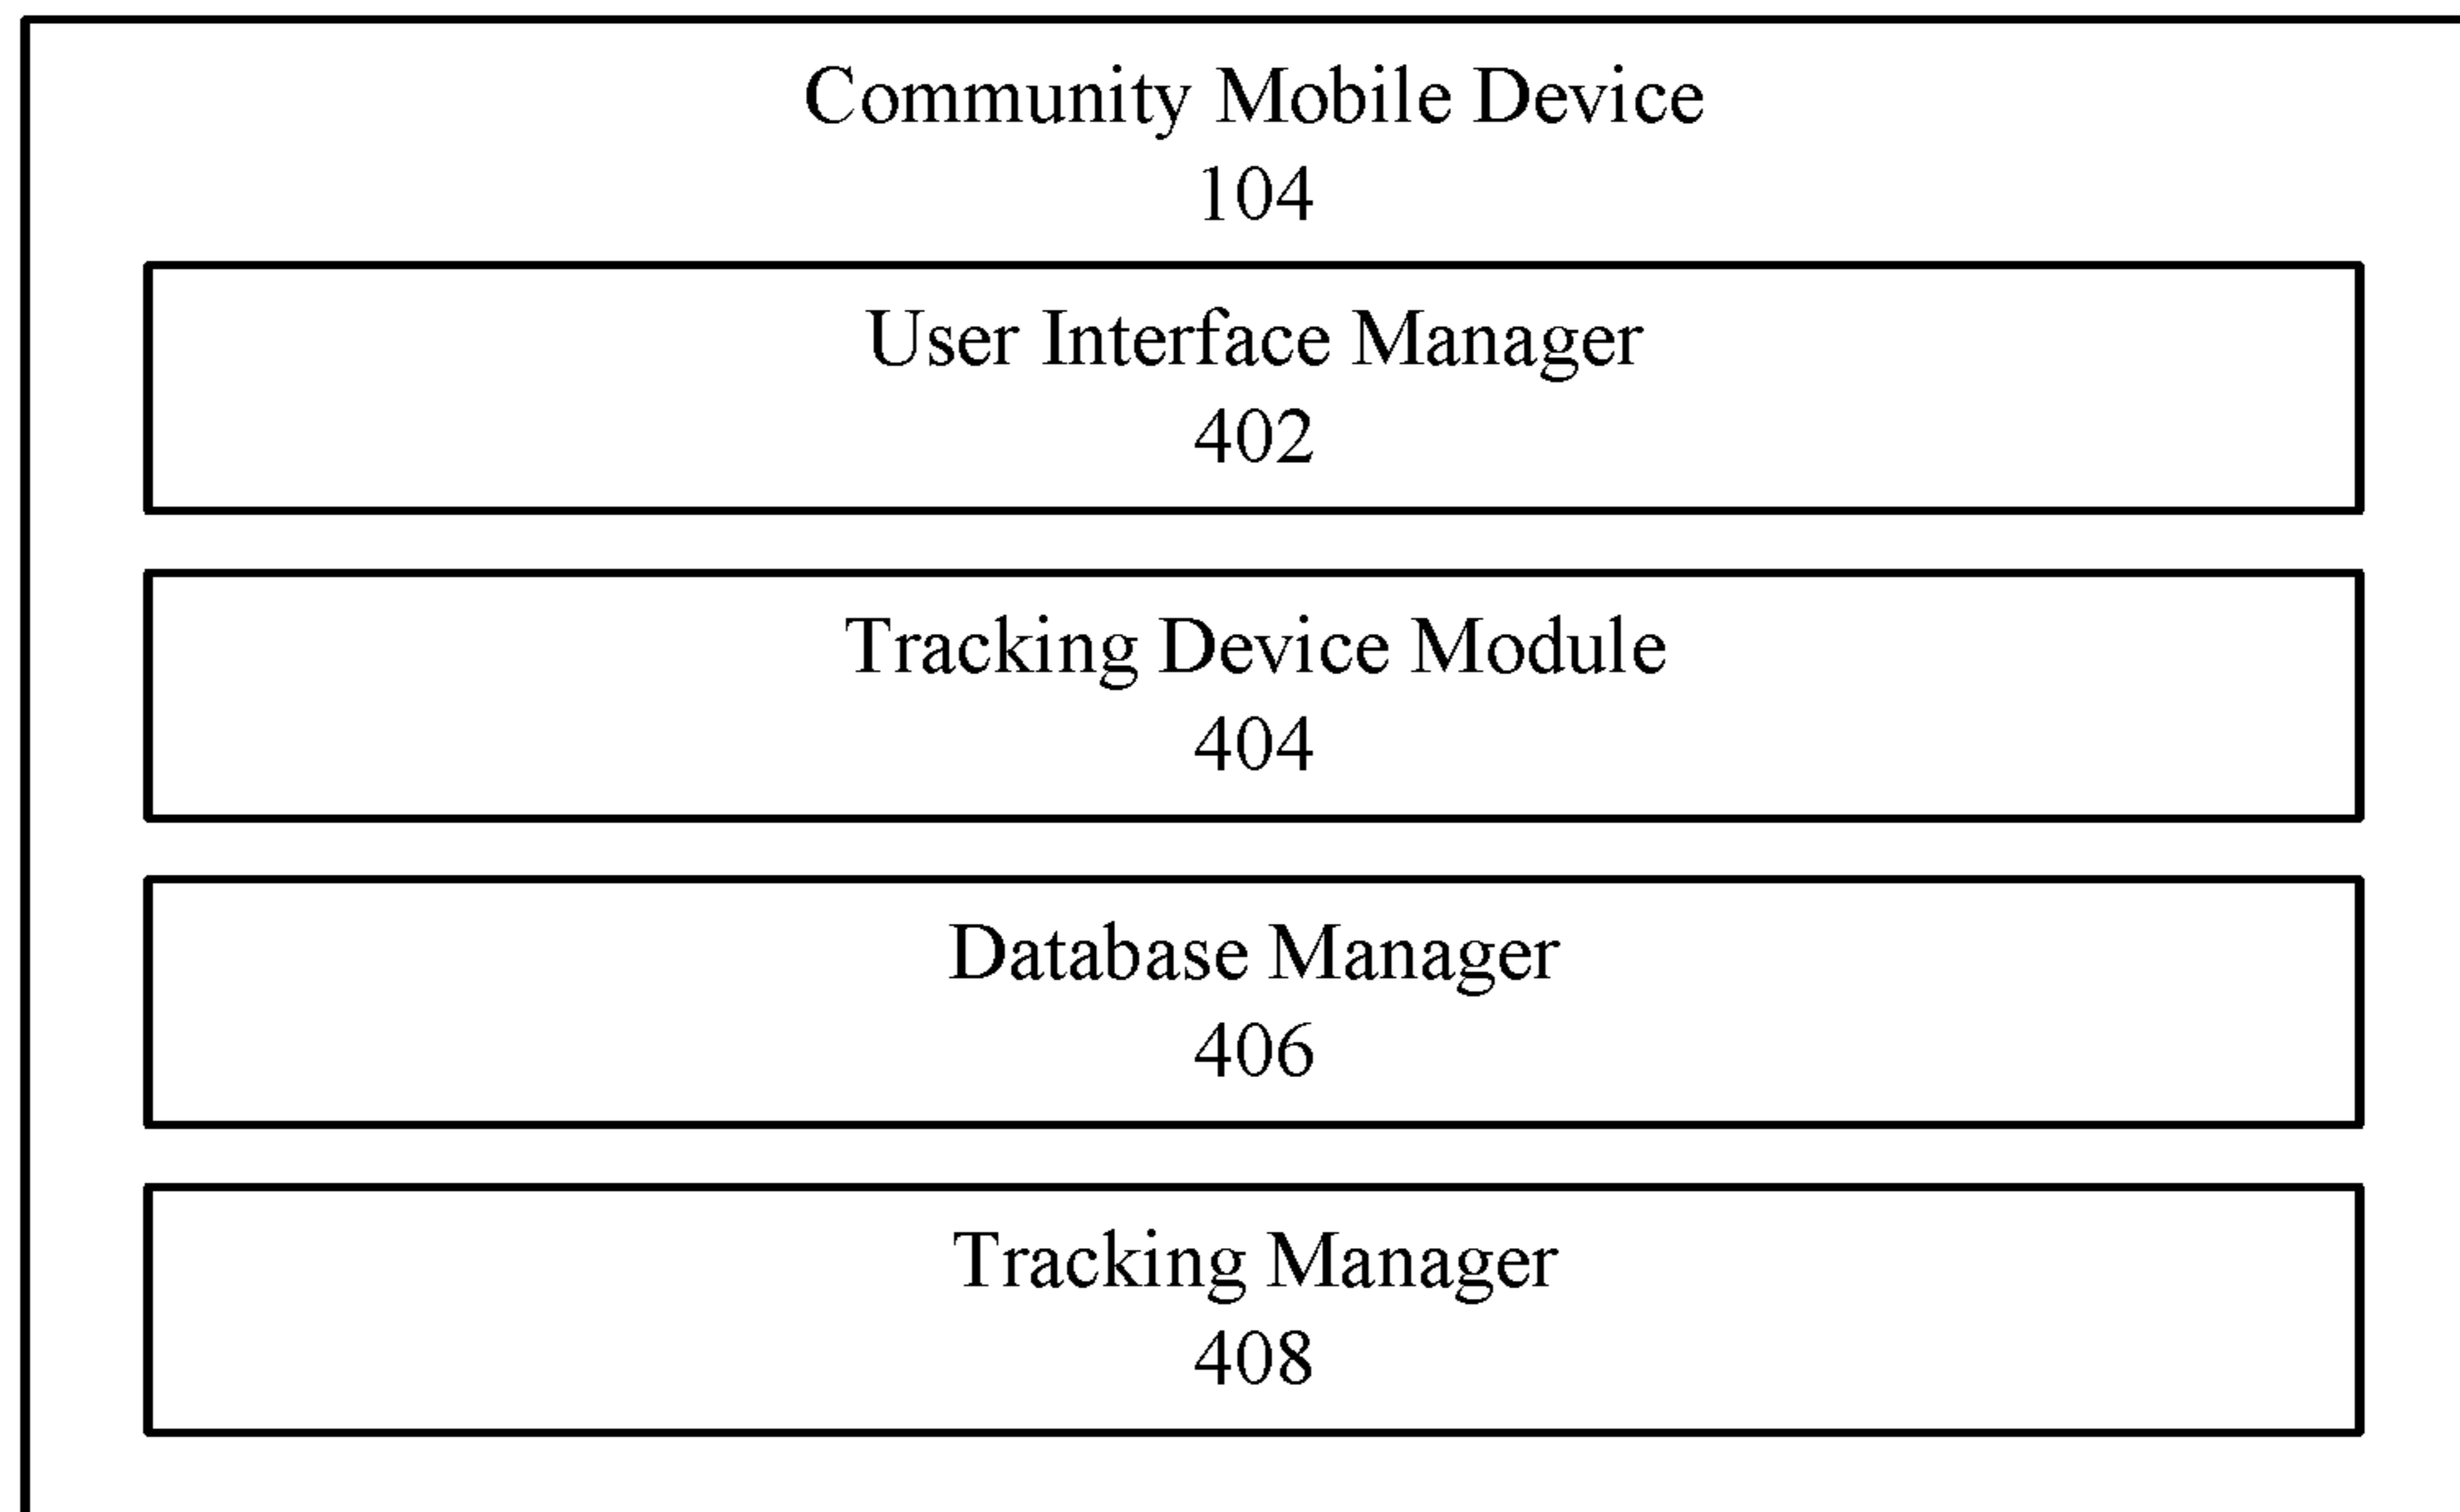 Community Mobile Device
104
User Interface Manager
402
Tracking Device Module
404
Database Manager
406
Tracking Manager
408